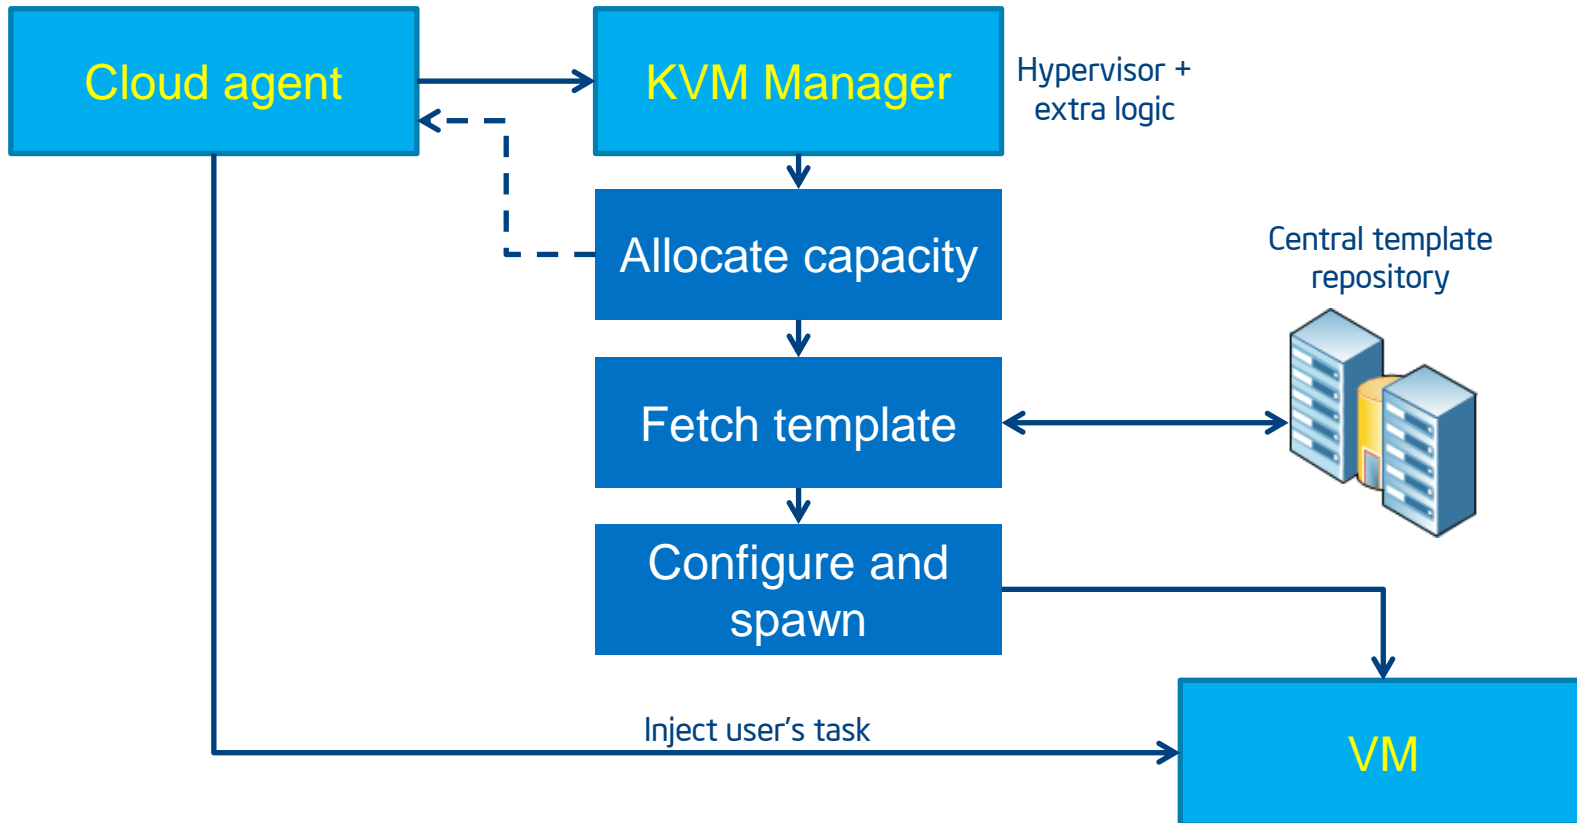 Cloud agent
KVM Manager
Hypervisor +
extra logic
Allocate capacity
Central template
repository
Fetch template
Configure and
spawn
Inject user's task
VM